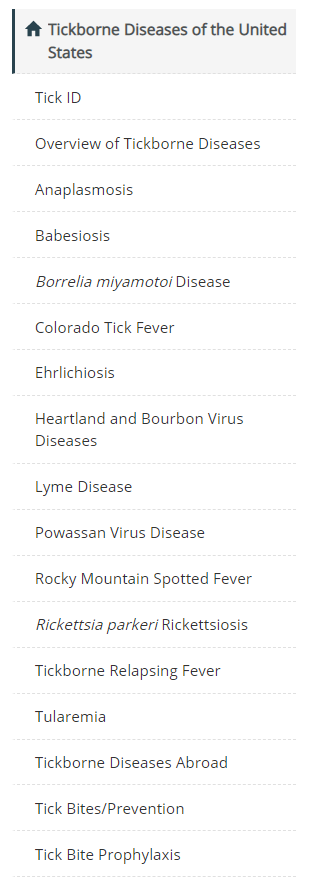 Tickborne Diseases of the United
States
Tick ID
Overview of Tickborne Diseases
Anaplasmosis
Babesiosis
Borrelia miyamotoi Disease
Colorado Tick Fever
Ehrlichiosis
Heartland and Bourbon Virus
Diseases
Lyme Disease
Powassan Virus Disease
Rocky Mountain Spotted Fever
Rickettsia parkeri Rickettsiosis
Tickborne Relapsing Fever
Tularemia
Tickborne Diseases Abroad
Tick Bites/Prevention
Tick Bite Prophylaxis